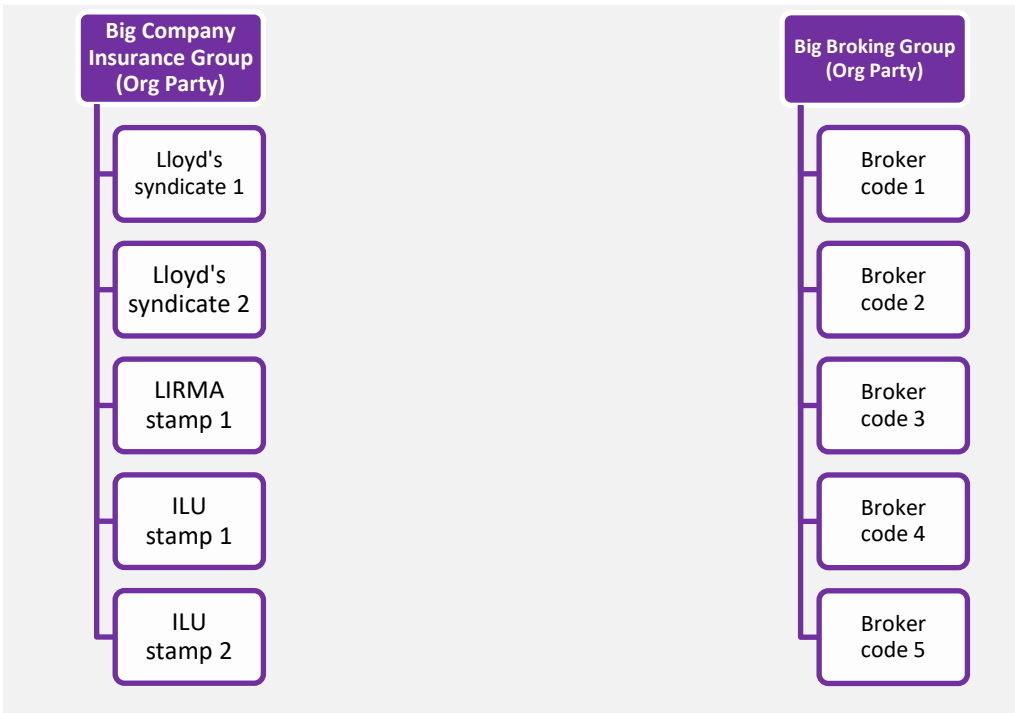 Big Company
Insurance Group
(Org Party)
Lloyd's
syndicate 1
Lloyd's
syndicate 2
LIRMA
stamp 1
ILU
stamp 1
ILU
stamp 2
Big Broking Group
(Org Party)
Broker
code 1
Broker
code 2
Broker
code 3
Broker
code 4
Broker
code 5